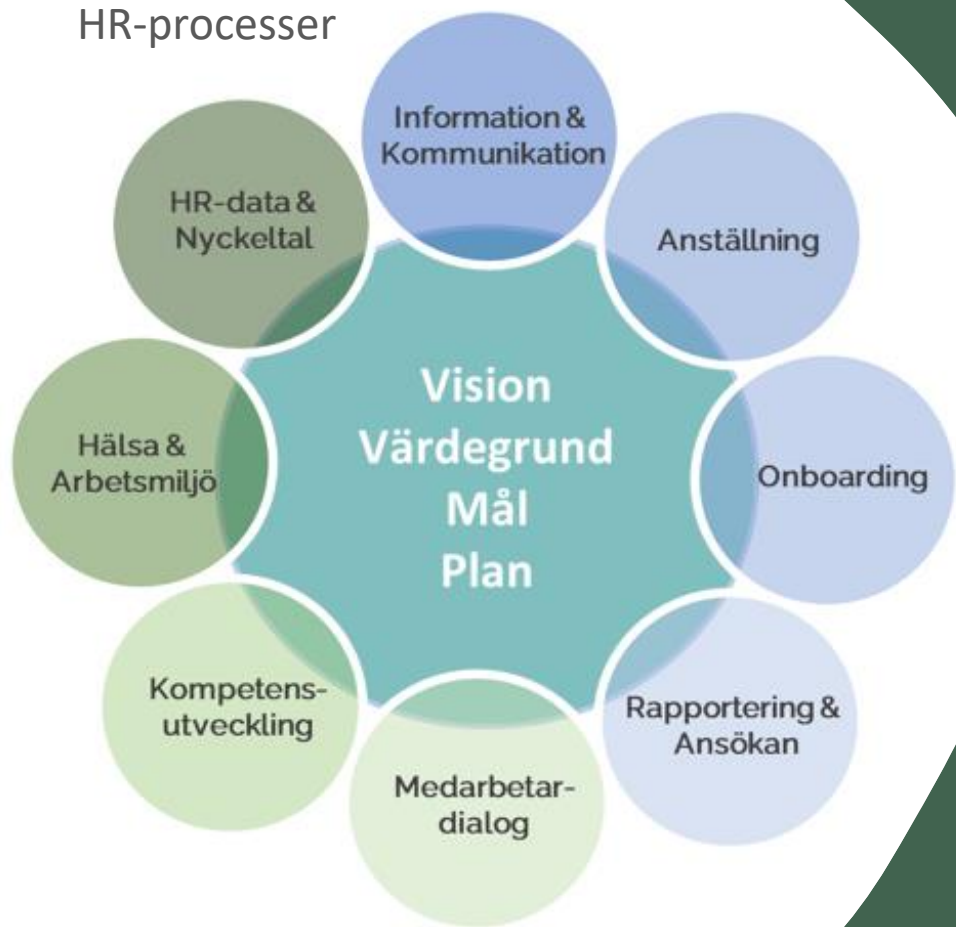 HR-processer
Information &
Kommunikation
Anställning
Onboarding
Rapportering &
Ansökan
Medarbetar-
dialog
Kompetens-
utveckling
Hälsa &
Arbetsmiljö
HR-data &
Nyckeltal
Vision
Värdegrund
Mål
Plan